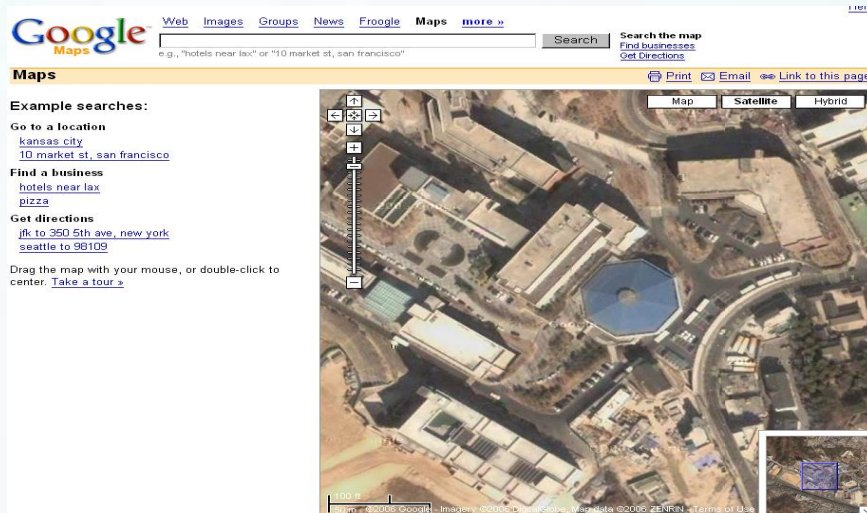 Help
Web Images Groups News Froogle Maps more »
Google Maps
Search
e.g., "hotels near lax" or "10 market st, san francisco"
Search the map
Find businesses
Get Directions
Maps
Print Email Link to this page
Example searches:
Go to a location
kansas city
10 market st, san francisco
Find a business
hotels near lax
pizza
Get directions
jfk to 350 5th ave, new york
seattle to 98109
Drag the map with your mouse, or double-click to
center. Take a tour »
Map Satellite Hybrid
100 ft
©2006 Google - Imagery ©2006 DigitalGlobe, Map data ©2006 ZENRIN - Terms of Use